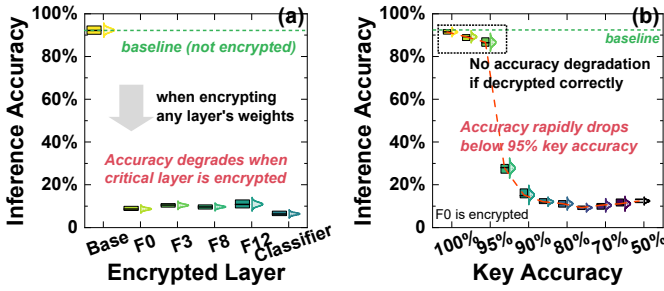 (a)
100%
80%
60%
40%
20%
Inference Accuracy
baseline (not encrypted)
when encrypting
any layer's weights
Accuracy degrades when
critical layer is encrypted
Base
F0
F3
F8
F12
Classifier
Encrypted Layer
(b)
100%
80%
60%
40%
20%
0
Inference Accuracy
baseline
No accuracy degradation
if decrypted correctly
Accuracy rapidly drops
below 95% key accuracy
F0 is encrypted
100%
95%
90%
80%
70%
50%
Key Accuracy